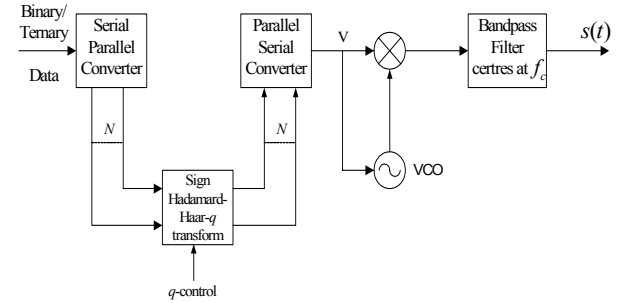 Binary/
Ternary
Data
Serial
Parallel
Converter
Parallel
Serial
Converter
V
Bandpass
Filter
certres at f_c
s(t)
N
N
Sign
Hadamard-
Haar-q
transform
VCO
q-control